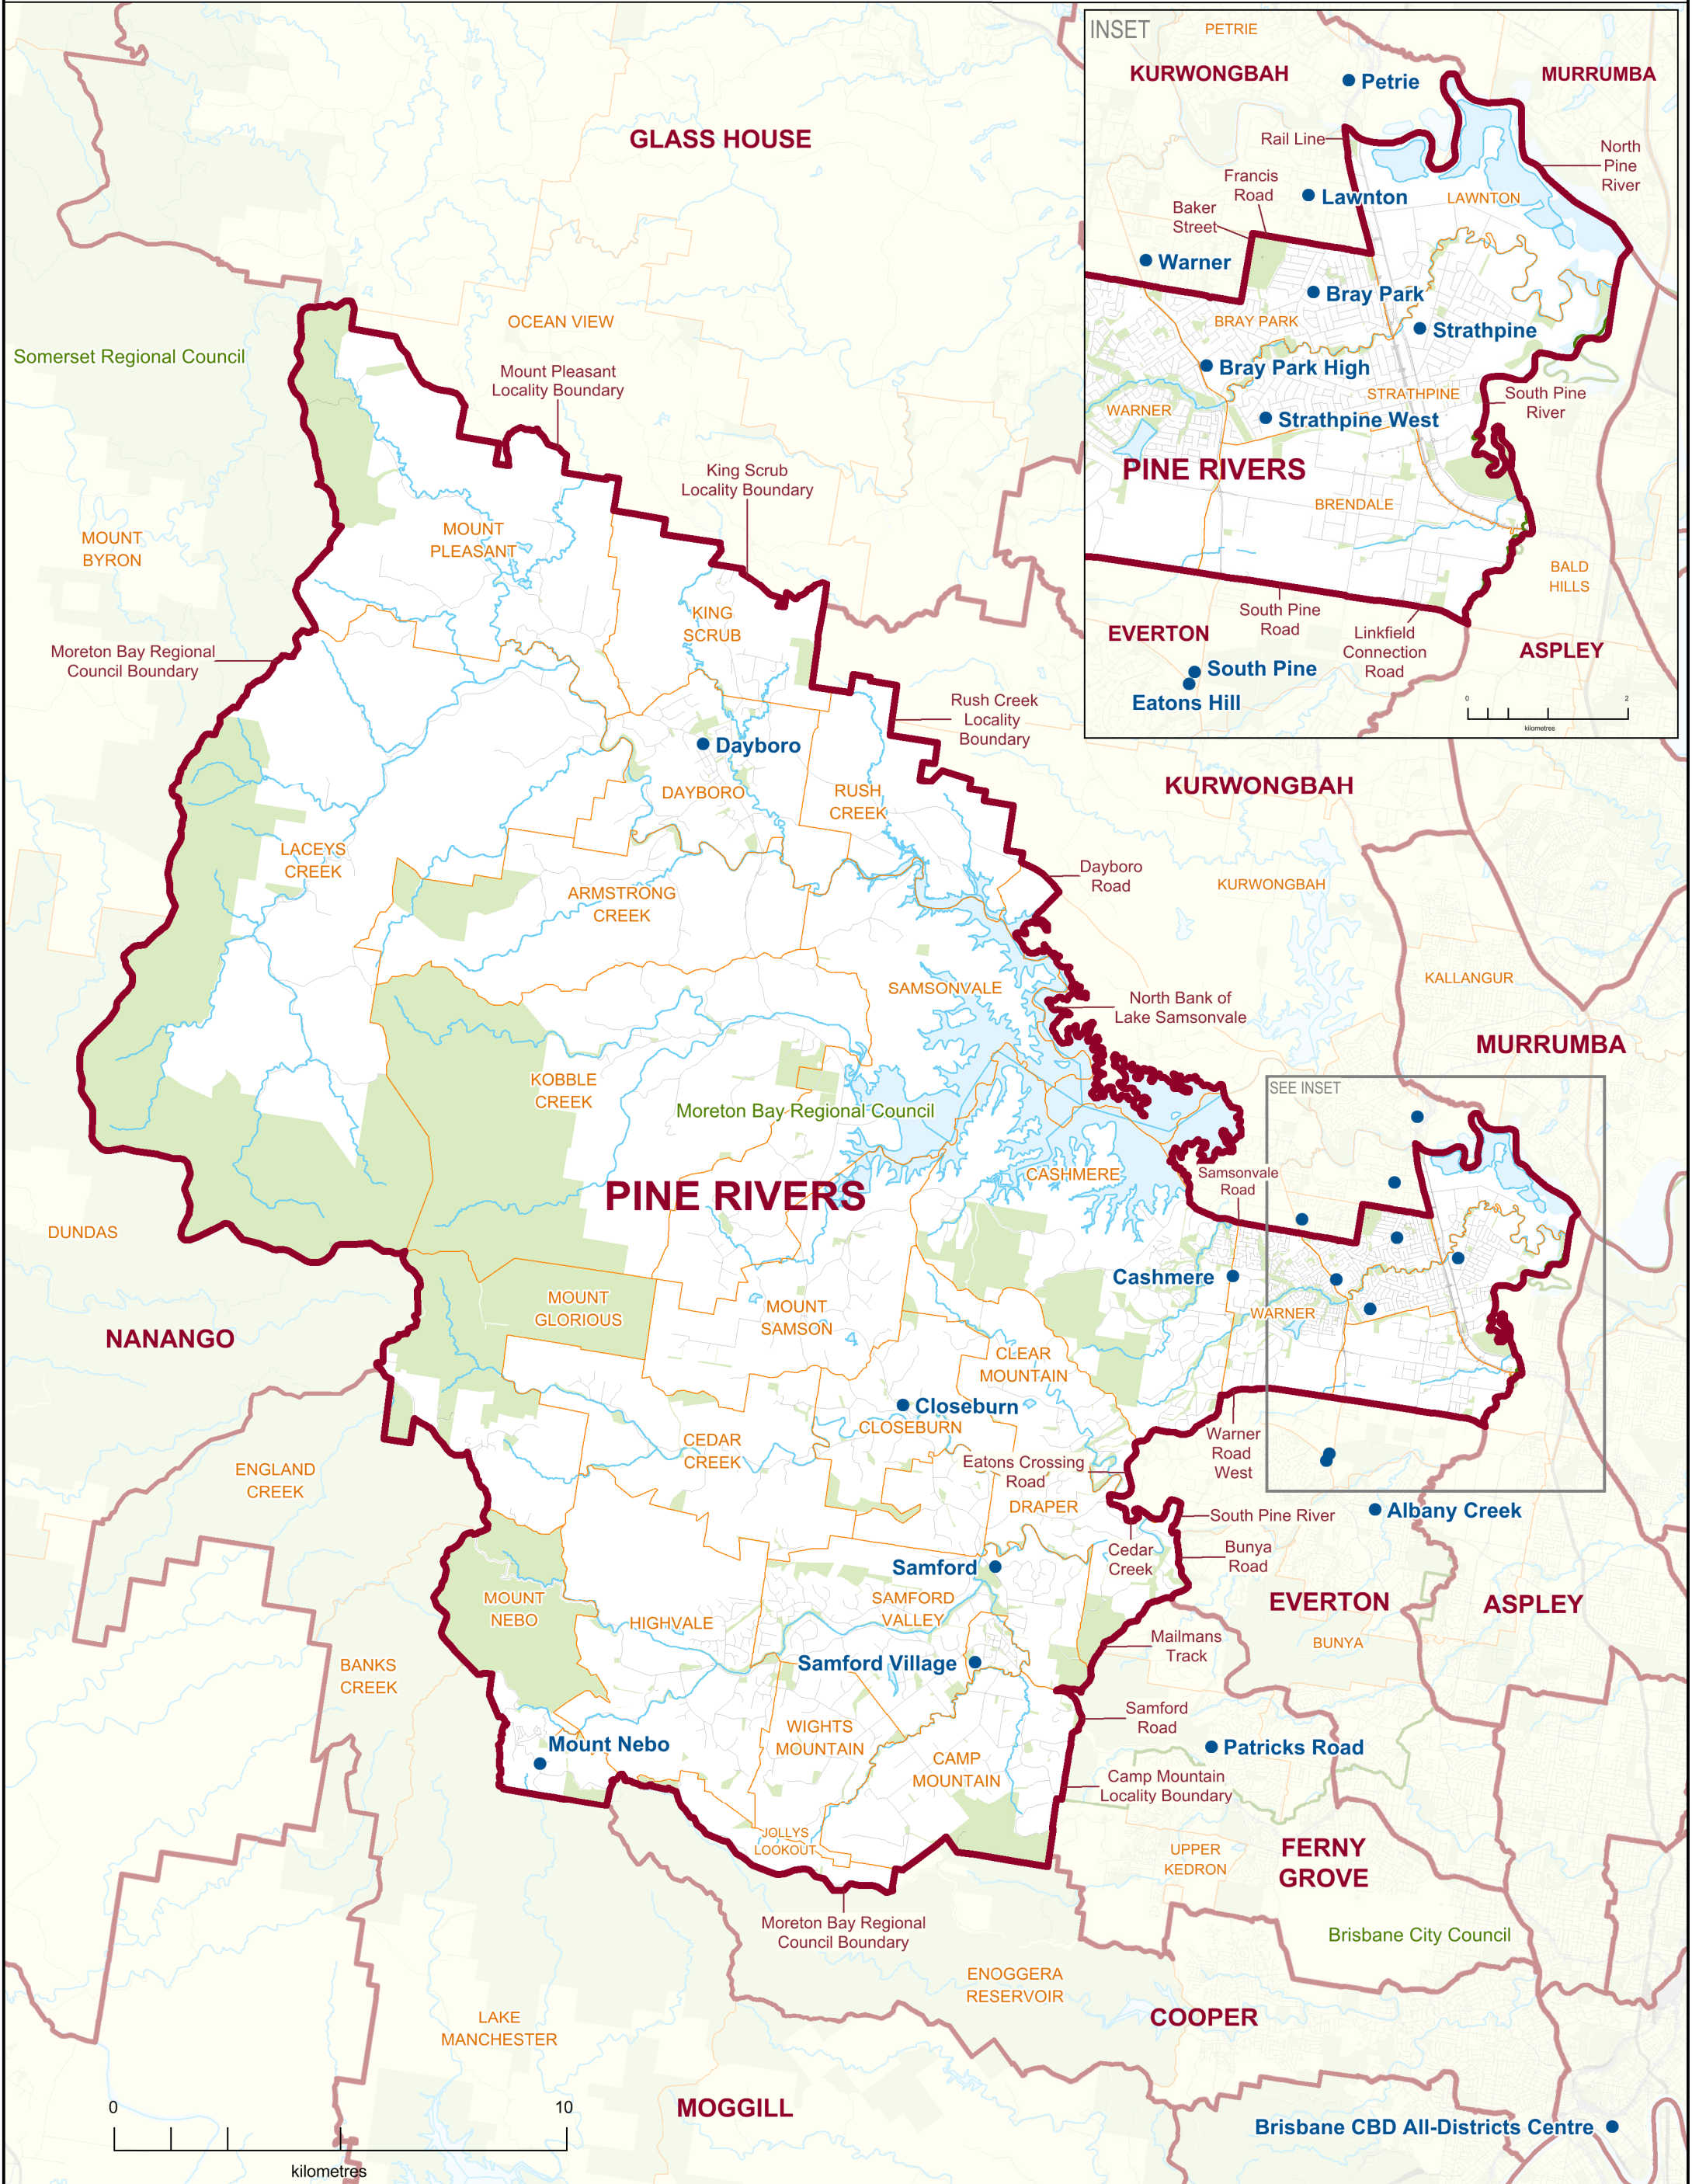 INSET
PETRIE
KURWONGBAH
Petrie
MURRUMBA
Rail Line
North
Pine
River
Francis
Road
Lawnton
LAWNTON
Baker
Street
Warner
Bray Park
BRAY PARK
Strathpine
Bray Park High
STRATHPINE
WARNER
South Pine
River
Strathpine West
PINE RIVERS
BRENDALE
BALD
HILLS
South Pine
Road
Linkfield
Connection
Road
EVERTON
ASPLEY
South Pine
Eatons Hill
0
2
kilometres
GLASS HOUSE
OCEAN VIEW
Somerset Regional Council
Mount Pleasant
Locality Boundary
King Scrub
Locality Boundary
MOUNT
BYRON
MOUNT
PLEASANT
KING
SCRUB
Moreton Bay Regional
Council Boundary
Rush Creek
Locality
Boundary
Dayboro
DAYBORO
RUSH
CREEK
KURWONGBAH
LACEYS
CREEK
ARMSTRONG
CREEK
Dayboro
Road
KURWONGBAH
SAMSONVALE
KALLANGUR
North Bank of
Lake Samsonvale
MURRUMBA
KOBBLE
CREEK
Moreton Bay Regional Council
SEE INSET
CASHMERE
Samsonvale
Road
PINE RIVERS
DUNDAS
Cashmere
MOUNT
GLORIOUS
MOUNT
SAMSON
WARNER
NANANGO
CLEAR
MOUNTAIN
Closeburn
CLOSEBURN
CEDAR
CREEK
Warner
Road
West
ENGLAND
CREEK
Eatons Crossing
Road
DRAPER
Albany Creek
South Pine River
Cedar
Creek
Bunya
Road
Samford
MOUNT
NEBO
SAMFORD
VALLEY
EVERTON
ASPLEY
HIGHVALE
BUNYA
Mailmans
Track
Samford Village
BANKS
CREEK
Samford
Road
WIGHTS
MOUNTAIN
Mount Nebo
Patricks Road
CAMP
MOUNTAIN
Camp Mountain
Locality Boundary
JOLLYS
LOOKOUT
UPPER
KEDRON
FERNY
GROVE
Moreton Bay Regional
Council Boundary
Brisbane City Council
ENOGGERA
RESERVOIR
COOPER
LAKE
MANCHESTER
MOGGILL
0
10
kilometres
Brisbane CBD All-Districts Centre